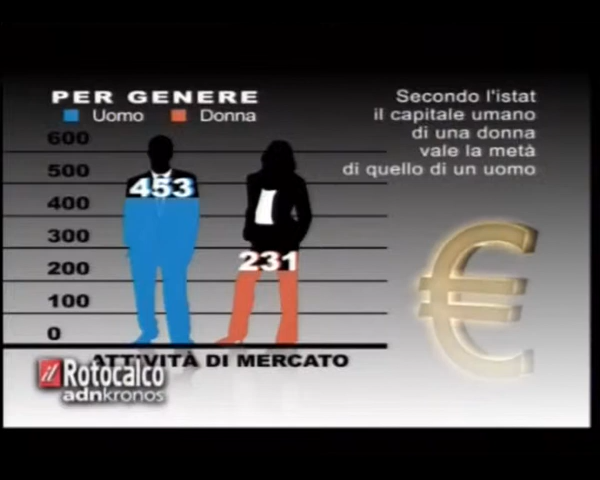 PER GENERE
Uomo Donna
Secondo l'istat
il capitale umano
di una donna
vale la metà
di quello di un uomo
600
500
400
300
200
100
0
453
231
ATTIVITÀ DI MERCATO
il Rotocalco
adnkronos